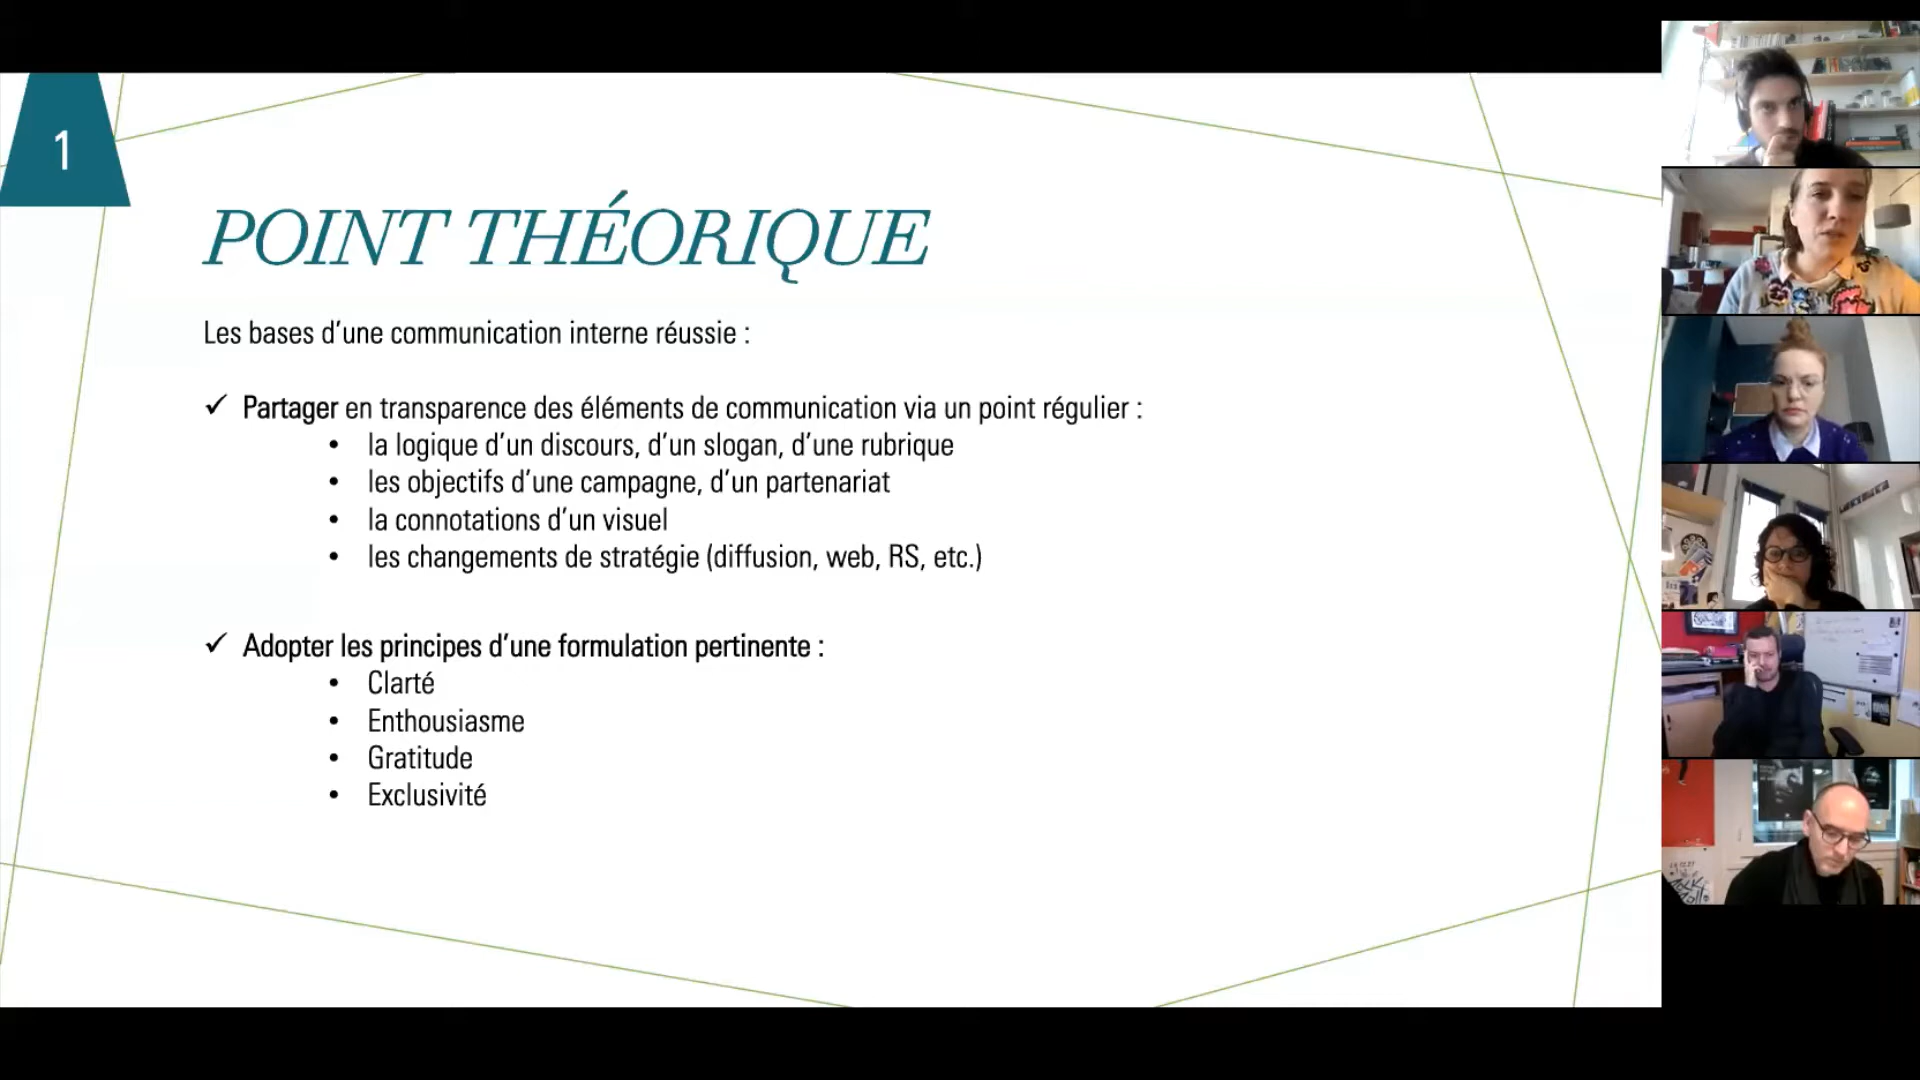 1
POINT THÉORIQUE
Les bases d’une communication interne réussie :
✓ Partager en transparence des éléments de communication via un point régulier :
• la logique d’un discours, d’un slogan, d’une rubrique
• les objectifs d’une campagne, d’un partenariat
• la connotations d’un visuel
• les changements de stratégie (diffusion, web, RS, etc.)
✓ Adopter les principes d’une formulation pertinente :
• Clarté
• Enthousiasme
• Gratitude
• Exclusivité